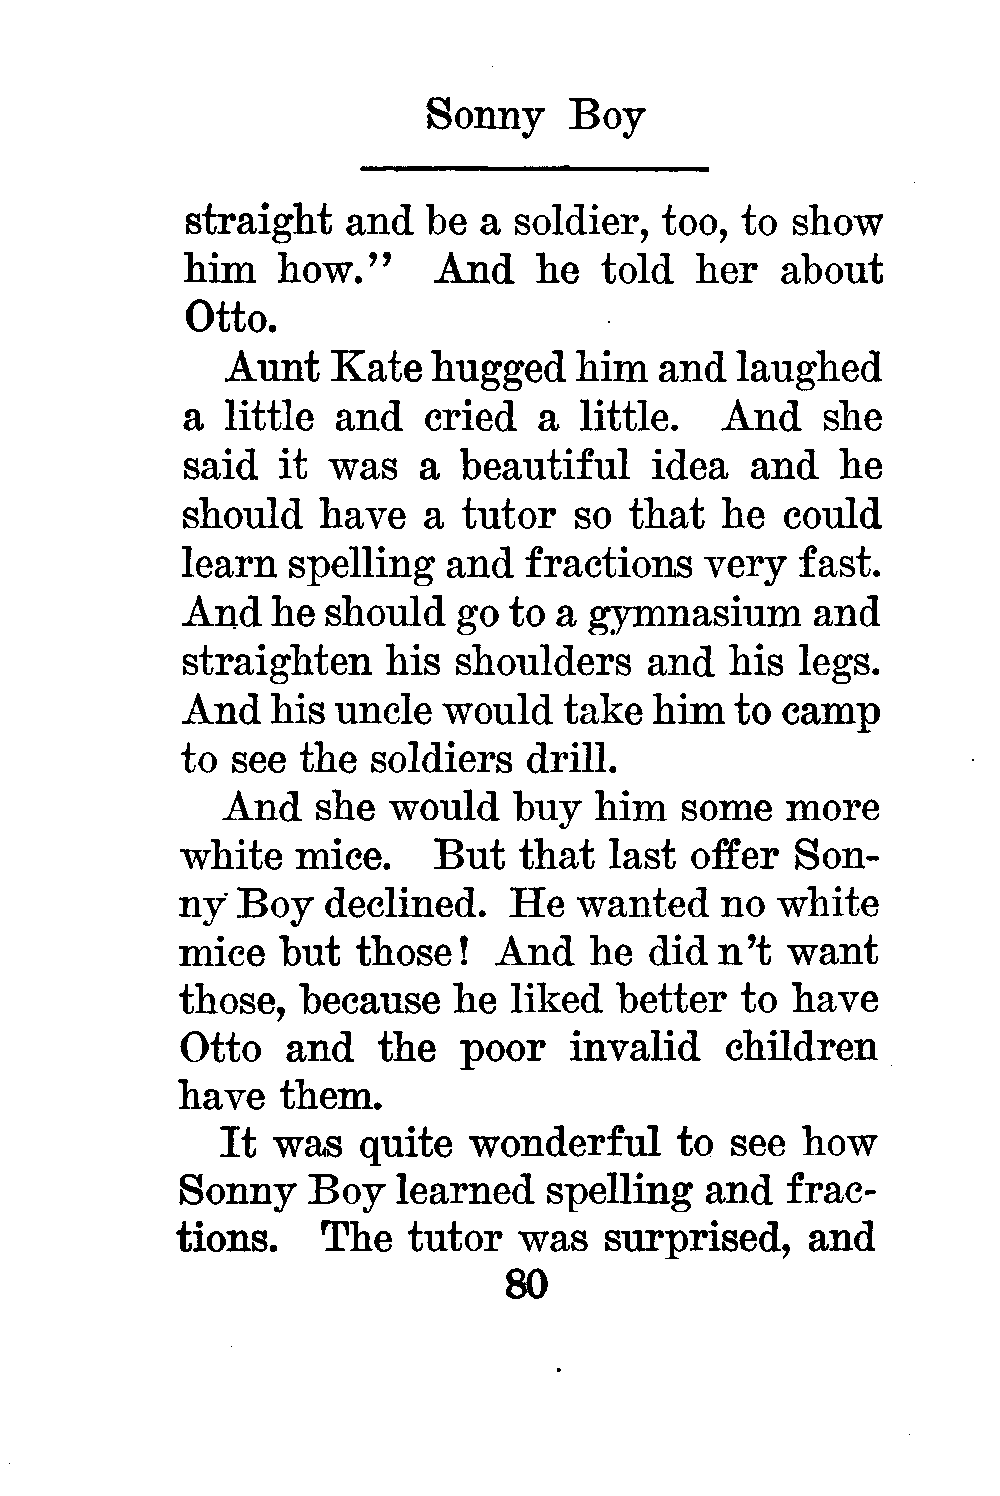 Sonny Boy
straight and be a soldier, too, to show
him how.” And he told her about
Otto.
Aunt Kate hugged him and laughed
a little and cried a little. And she
said it was a beautiful idea and he
should have a tutor so that he could
learn spelling and fractions very fast.
And he should go to a gymnasium and
straighten his shoulders and his legs.
And his uncle would take him to camp
to see the soldiers drill.
And she would buy him some more
white mice. But that last offer Son-
ny Boy declined. He wanted no white
mice but those! And he did n’t want
those, because he liked better to have
Otto and the poor invalid children
have them.
It was quite wonderful to see how
Sonny Boy learned spelling and frac-
tions. The tutor was surprised, and
80